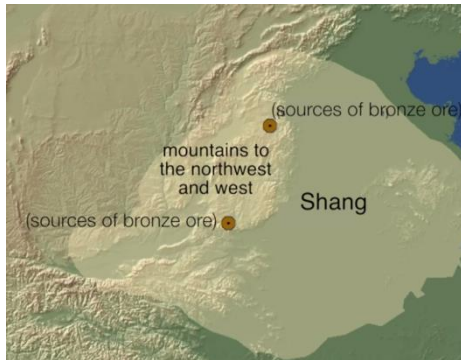 (sources of bronze ore)
mountains to
the northwest
and west
Shang
(sources of bronze ore)